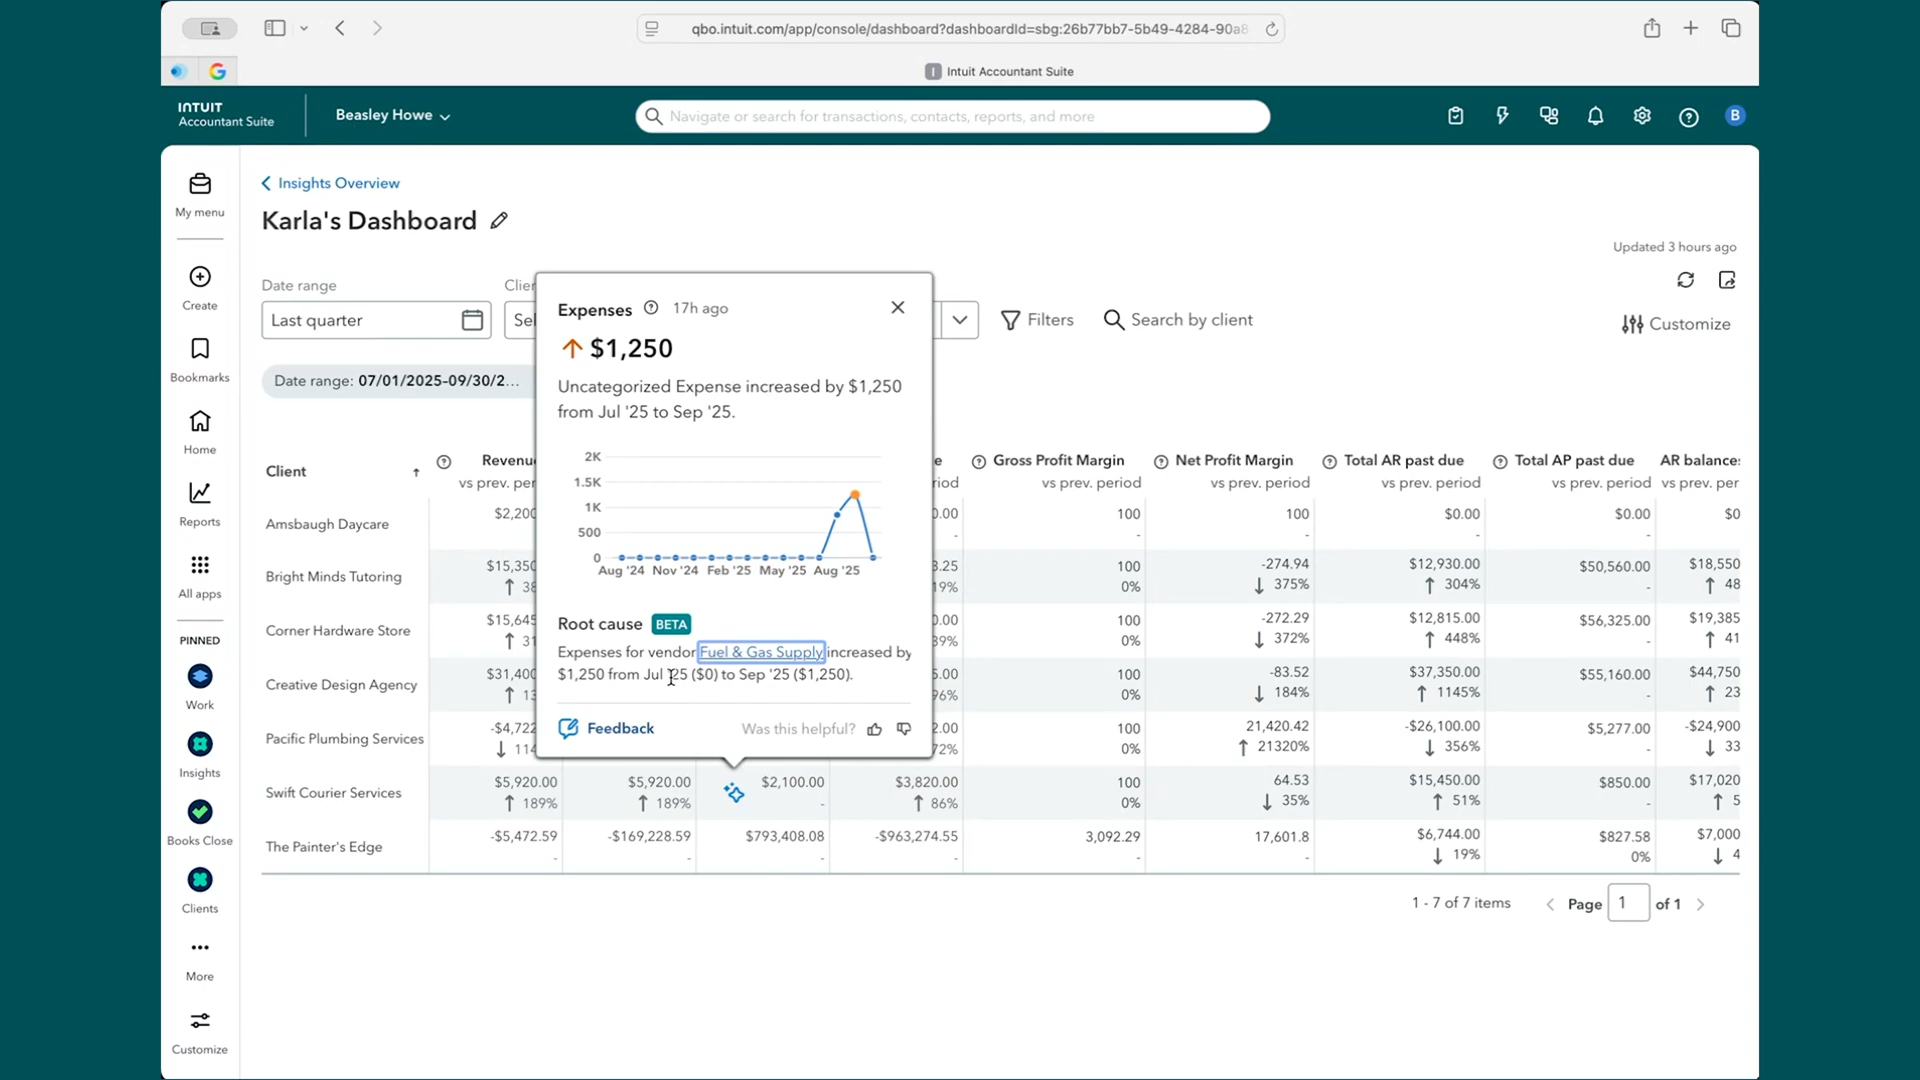 qbo.intuit.com/app/console/dashboard?dashboardId=sbg:26b77bb7-5b49-4284-90a8
Intuit Accountant Suite
INTUIT
Accountant Suite
Beasley Howe
Navigate or search for transactions, contacts, reports, and more
B
My menu
Create
Bookmarks
Home
Reports
All apps
PINNED
Work
Insights
Books Close
Clients
More
Customize
Insights Overview
Karla's Dashboard
Updated 3 hours ago
Date range
Last quarter
Filters
Search by client
Customize
Date range: 07/01/2025–09/30/2...
Expenses 17h ago
$1,250
Uncategorized Expense increased by $1,250
from Jul '25 to Sep '25.
2K
1.5K
1K
500
0
Aug '24 Nov '24 Feb '25 May '25 Aug '25
Root cause BETA
Expenses for vendor Fuel & Gas Supply increased by
$1,250 from Jul '25 ($0) to Sep '25 ($1,250).
Feedback Was this helpful?
Client Gross Profit Margin Net Profit Margin Total AR past due Total AP past due
vs prev. period vs prev. period vs prev. period vs prev. period
Amsbaugh Daycare 100 100 $0.00 $0.00 $0
- - - -
Bright Minds Tutoring 100 -274.94 $12,930.00 $50,560.00 $18,550
0% 375% 304% - 48
Corner Hardware Store 100 -272.29 $12,815.00 $56,325.00 $19,385
0% 372% 448% - 41
Creative Design Agency 100 -83.52 $37,350.00 $55,160.00 $44,750
0% 184% 1145% - 23
Pacific Plumbing Services 100 21,420.42 -$26,100.00 $5,277.00 -$24,900
0% 21320% 356% - 33
Swift Courier Services $5,920.00 $5,920.00 $2,100.00 $3,820.00 100 64.53 $15,450.00 $850.00 $17,020
189% 189% - 86% 0% 35% 51% - 5
The Painter's Edge -$5,472.59 -$169,228.59 $793,408.08 -$963,274.55 3,092.29 17,601.8 $6,744.00 $827.58 $7,000
- - - - - - 19% 0% 4
1 - 7 of 7 items Page 1 of 1